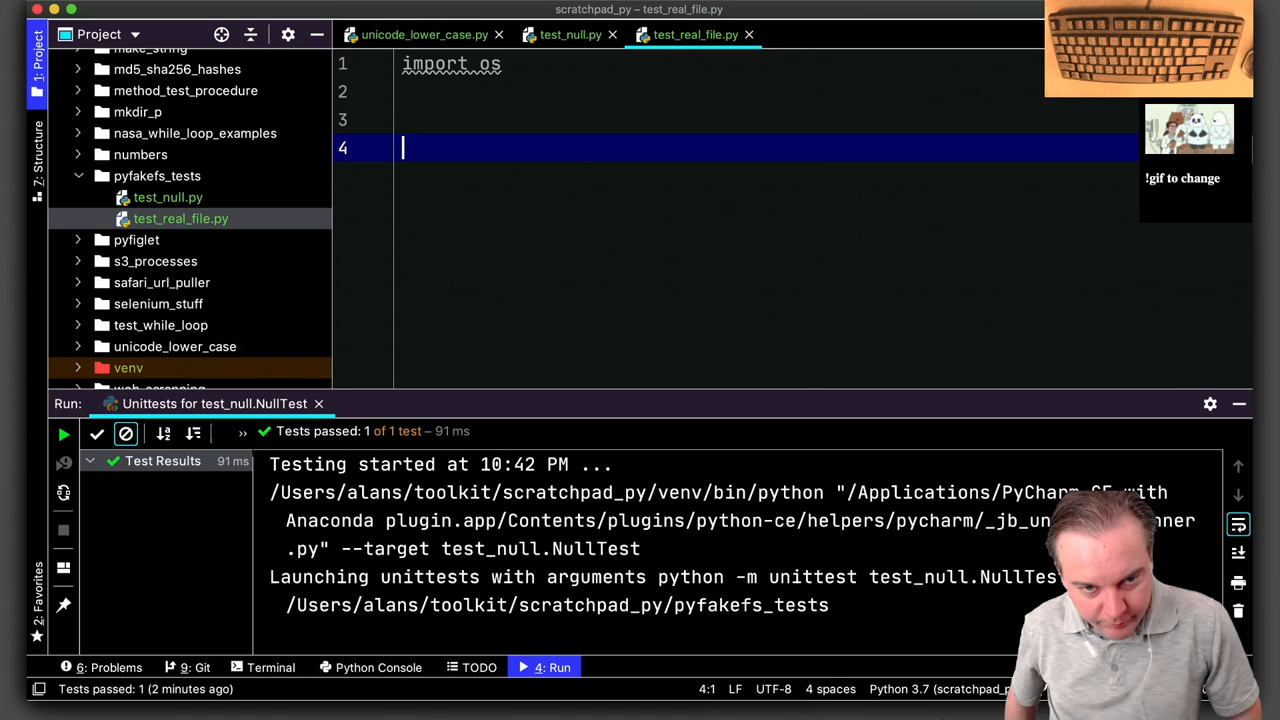 scratchpad_py – test_real_file.py
1: Project
Project
unicode_lower_case.py
test_null.py
test_real_file.py
make_string
md5_sha256_hashes
method_test_procedure
mkdir_p
nasa_while_loop_examples
numbers
pyfakefs_tests
test_null.py
test_real_file.py
pyfiglet
s3_processes
safari_url_puller
selenium_stuff
test_while_loop
unicode_lower_case
venv
web_scrapping
7: Structure
2: Favorites
1 import os
2
3
4
!gif to change
Run: Unittests for test_null.NullTest
Tests passed: 1 of 1 test – 91 ms
Test Results 91 ms
Testing started at 10:42 PM ...
/Users/alans/toolkit/scratchpad_py/venv/bin/python "/Applications/PyCharm CE with
Anaconda plugin.app/Contents/plugins/python-ce/helpers/pycharm/_jb_un nner
.py" --target test_null.NullTest
Launching unittests with arguments python -m unittest test_null.NullTes
/Users/alans/toolkit/scratchpad_py/pyfakefs_tests
6: Problems 9: Git Terminal Python Console TODO 4: Run
Tests passed: 1 (2 minutes ago) 4:1 LF UTF-8 4 spaces Python 3.7 (scratchpad_p